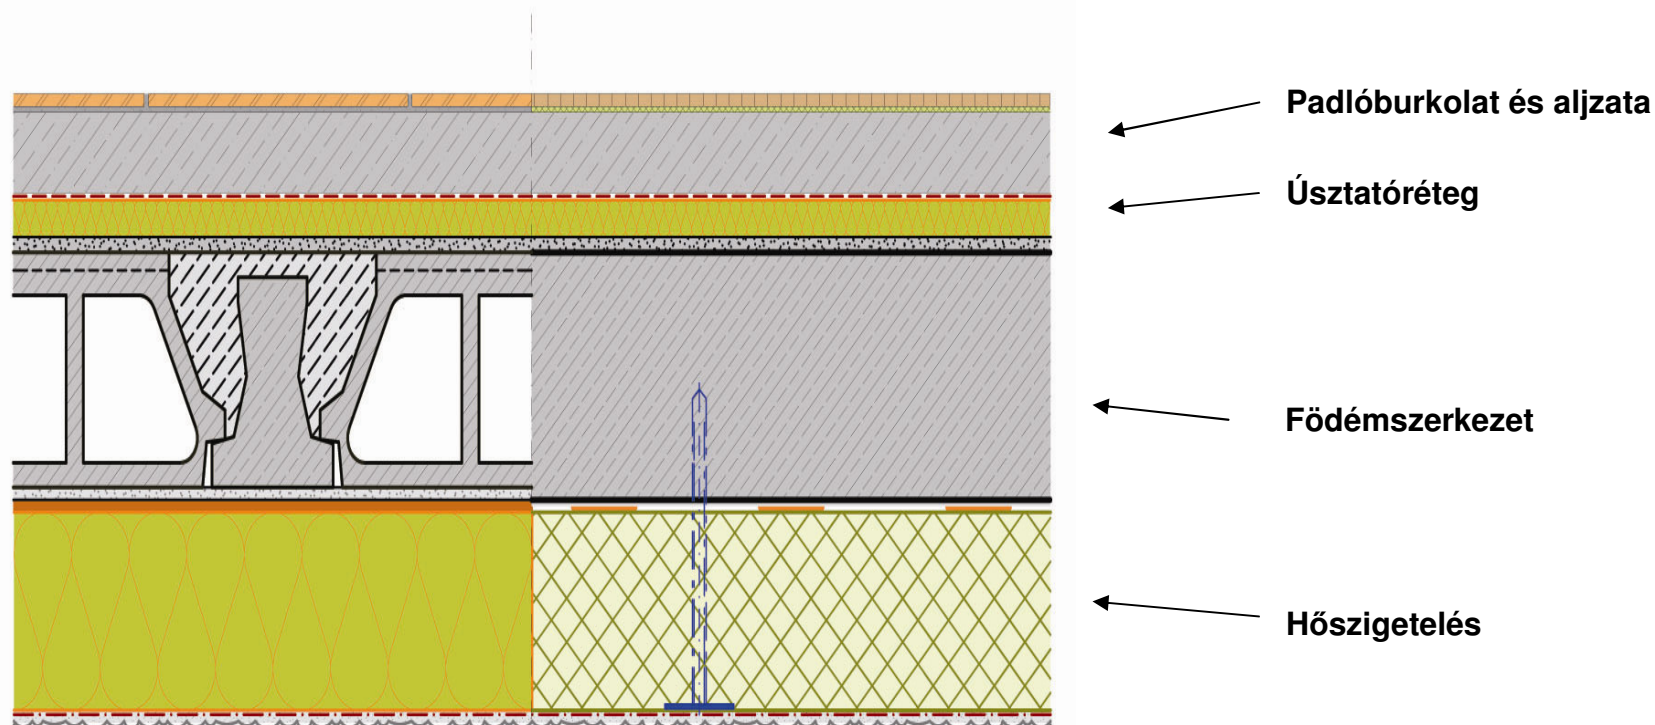 Padlóburkolat és aljzata
Úsztatóréteg
Födémszerkezet
Hőszigetelés